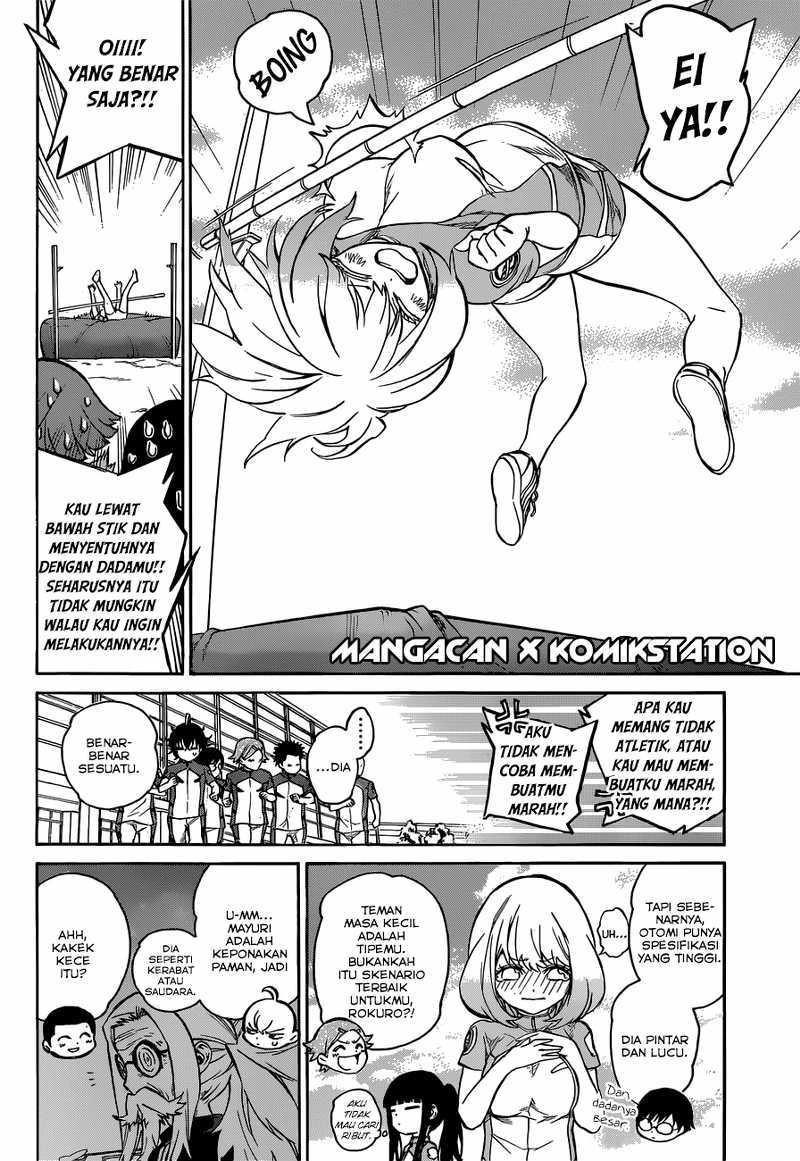 EI
YA!!
BOING
OIIII!
YANG BENAR
SAJA?!!
KAU LEWAT
BAWAH STIK DAN
MENYENTUHNYA
DENGAN DADAMU!!
SEHARUSNYA ITU
TIDAK MUNGKIN
WALAU KAU INGIN
MELAKUKANNYA!!
MANGACAN X KOMIKSTATION
APA KAU
MEMANG TIDAK
ATLETIK, ATAU
KAU MAU MEM-
BUATKU MARAH,
YANG MANA?!!
AKU
TIDAK MEN-
COBA MEM-
BUATMU
MARAH!!
......
...DIA
BENAR-
BENAR
SESUATU.
TAPI SEBE-
NARNYA,
OTOMI PUNYA
SPESIFIKASI
YANG TINGGI.
DIA PINTAR
DAN LUCU.
Dan
dadanya
besar.
UH...
TEMAN
MASA KECIL
ADALAH
TIPEMU.
BUKANKAH
ITU SKENARIO
TERBAIK
UNTUKMU,
ROKURO?!
AKU
TIDAK
MAU CARI
RIBUT.
U-MM...
MAYURI
ADALAH
KEPONAKAN
PAMAN, JADI
DIA
SEPERTI
KERABAT
ATAU
SAUDARA.
AHH,
KAKEK
KECE
ITU?